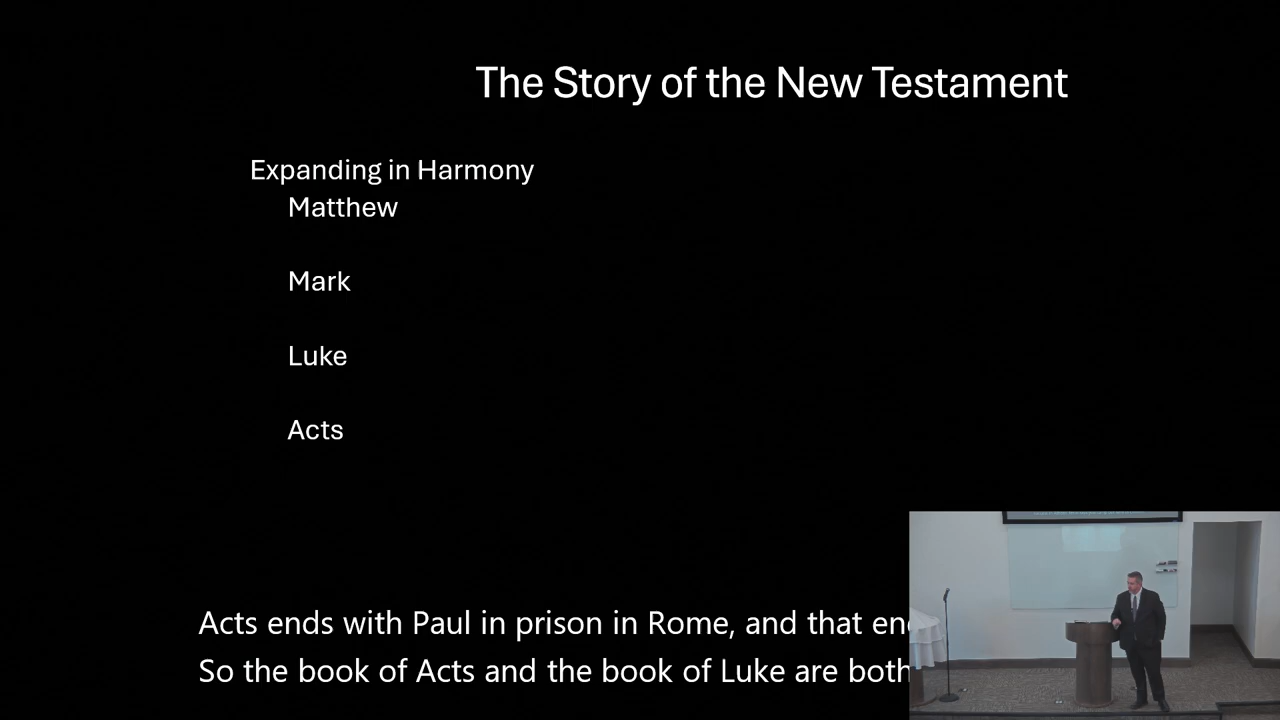 The Story of the New Testament
Expanding in Harmony
Matthew
Mark
Luke
Acts
Acts ends with Paul in prison in Rome, and that
So the book of Acts and the book of Luke are both